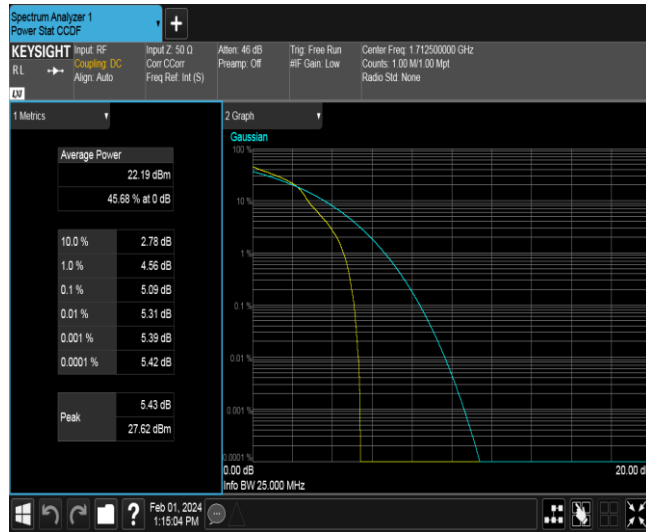 Spectrum Analyzer 1
Power Stat CCDF
KEYSIGHT
RL
LXI
Input: RF
Coupling: DC
Align: Auto
Input Z: 50 Ω
Corr CCorr
Freq Ref: Int (S)
Atten: 46 dB
Preamp: Off
Trig: Free Run
#IF Gain: Low
Center Freq: 1.712500000 GHz
Counts: 1.00 M/1.00 Mpt
Radio Std: None
1 Metrics
Average Power
22.19 dBm
45.68 % at 0 dB
10.0 % 2.78 dB
1.0 % 4.56 dB
0.1 % 5.09 dB
0.01 % 5.31 dB
0.001 % 5.39 dB
0.0001 % 5.42 dB
Peak
5.43 dB
27.62 dBm
2 Graph
Gaussian
100 %
10 %
1 %
0.1 %
0.01 %
0.001 %
0.0001 %
0.00 dB
20.00 d
Info BW 25.000 MHz
?
Feb 01, 2024
1:15:04 PM